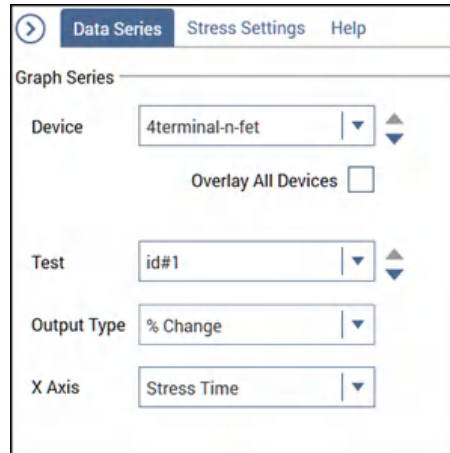 Data Series Stress Settings Help
Graph Series
Device 4terminal-n-fet
Overlay All Devices
Test id#1
Output Type % Change
X Axis Stress Time